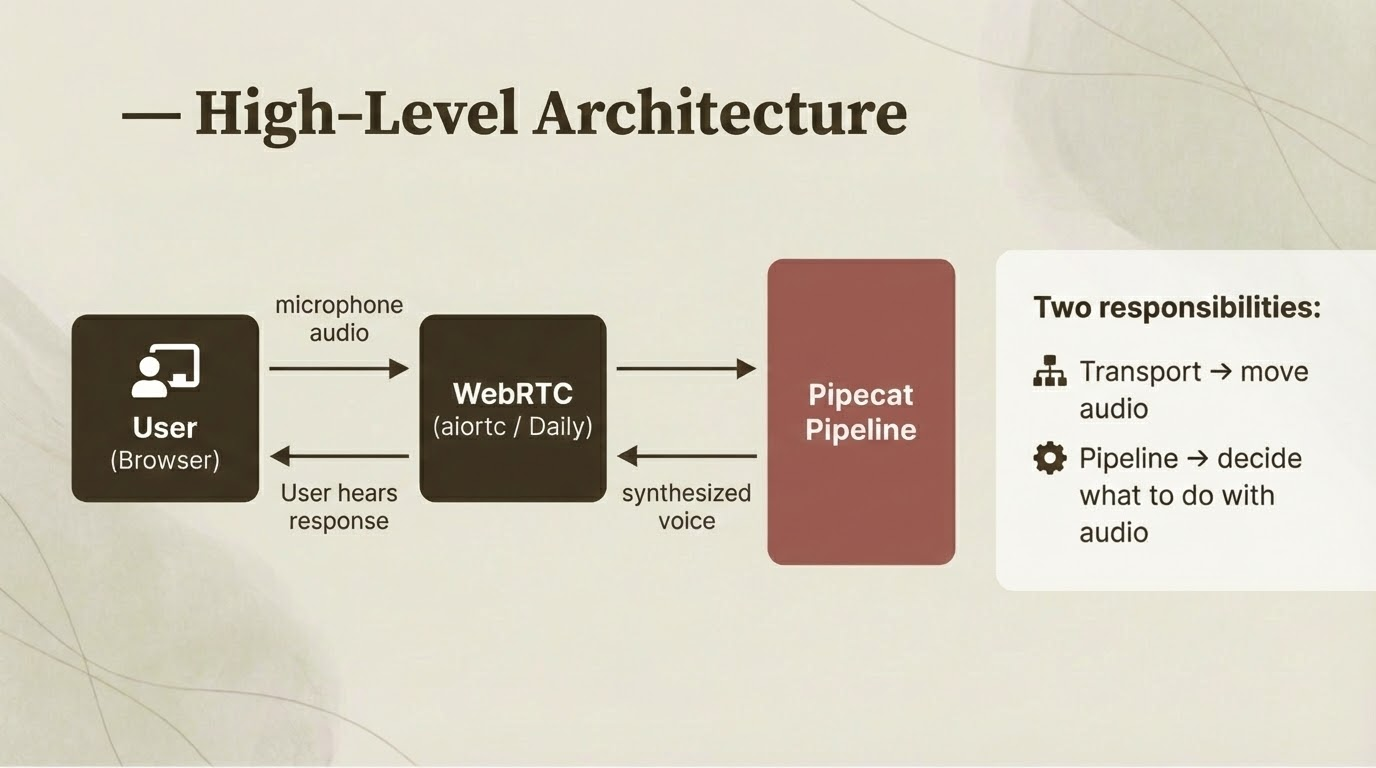 — High-Level Architecture
microphone
audio
User
(Browser)
User hears
response
WebRTC
(aiortc / Daily)
synthesized
voice
Pipecat
Pipeline
Two responsibilities:
Transport → move
audio
Pipeline → decide
what to do with
audio